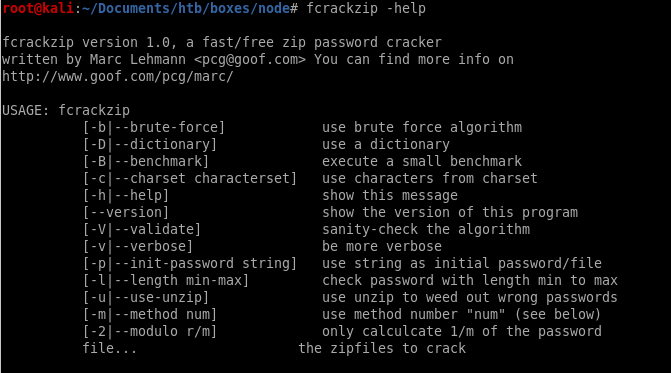 root@kali:~/Documents/htb/boxes/node# fcrackzip -help
fcrackzip version 1.0, a fast/free zip password cracker
written by Marc Lehmann <pcg@goof.com> You can find more info on
http://www.goof.com/pcg/marc/
USAGE: fcrackzip
[-b|--brute-force] use brute force algorithm
[-D|--dictionary] use a dictionary
[-B|--benchmark] execute a small benchmark
[-c|--charset characterset] use characters from charset
[-h|--help] show this message
[--version] show the version of this program
[-V|--validate] sanity-check the algorithm
[-v|--verbose] be more verbose
[-p|--init-password string] use string as initial password/file
[-l|--length min-max] check password with length min to max
[-u|--use-unzip] use unzip to weed out wrong passwords
[-m|--method num] use method number "num" (see below)
[-2|--modulo r/m] only calculcate 1/m of the password
file... the zipfiles to crack